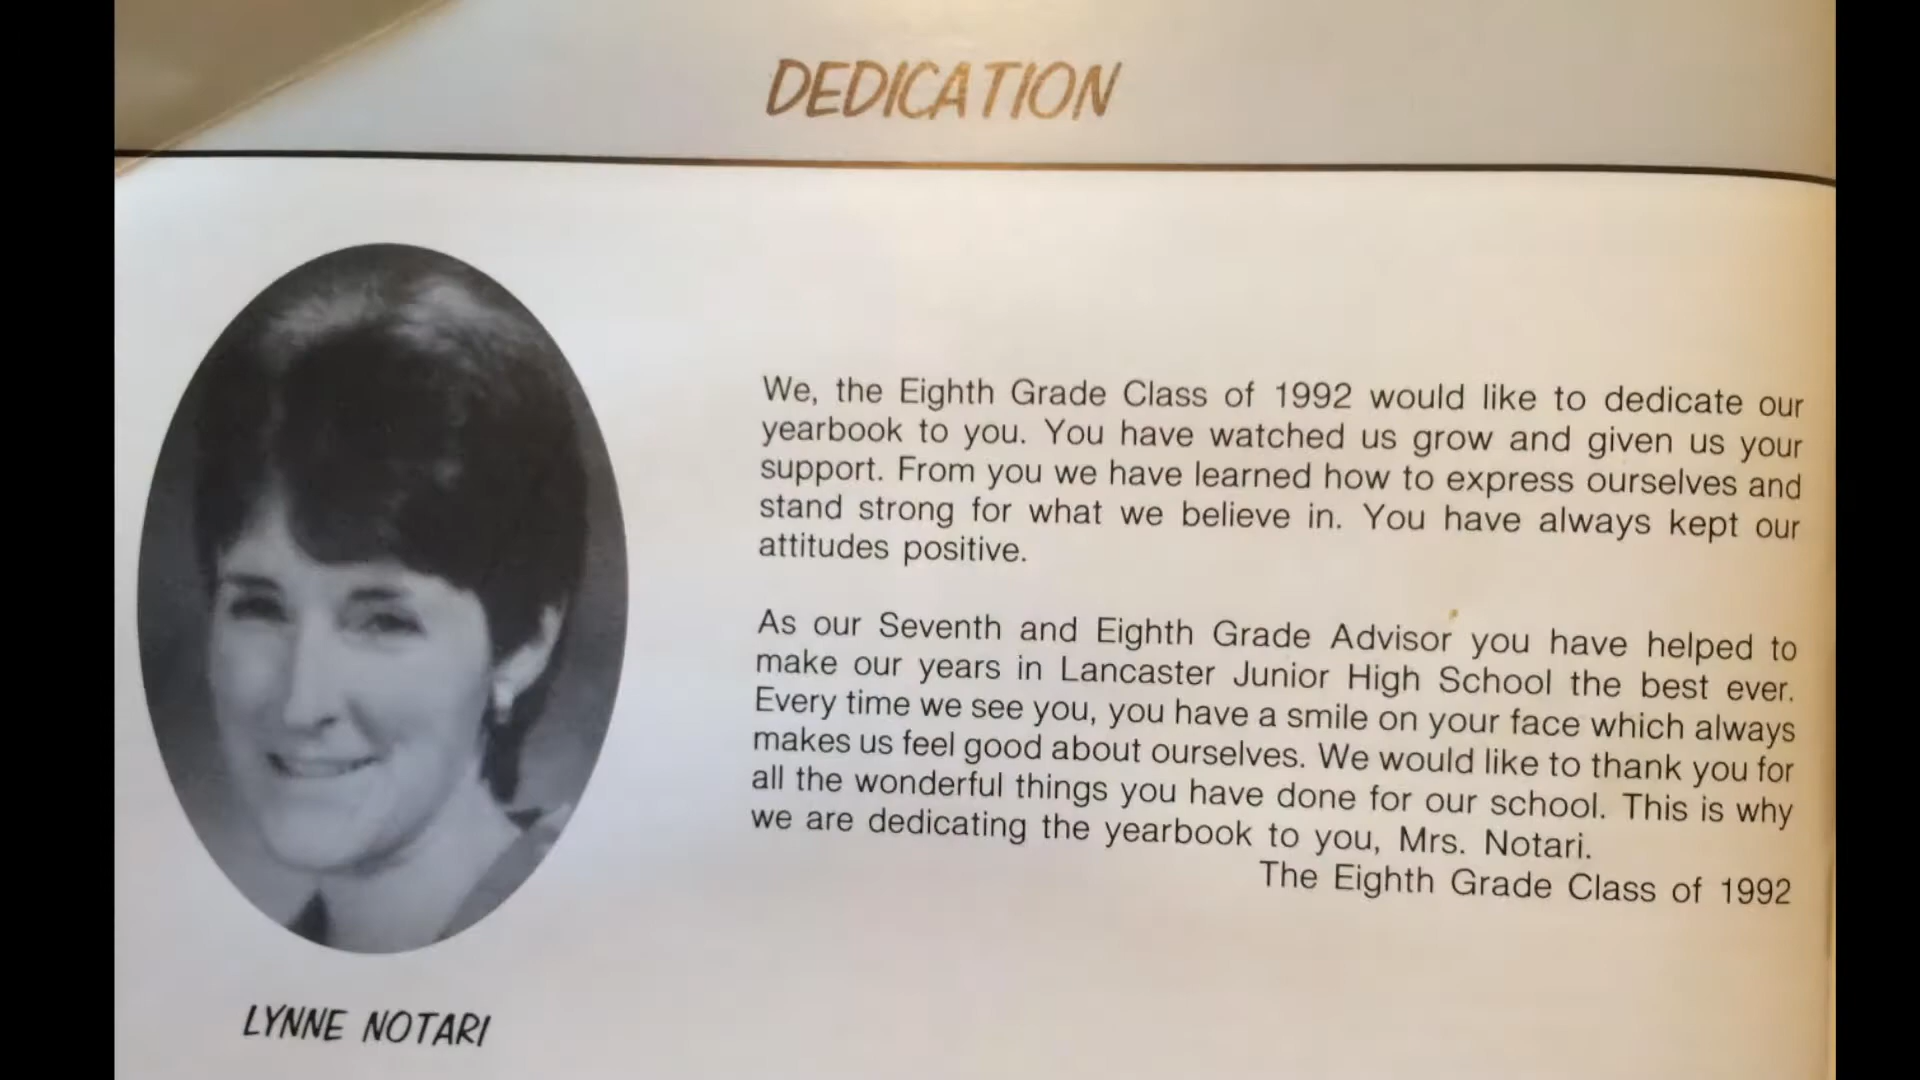 DEDICATION
We, the Eighth Grade Class of 1992 would like to dedicate our
yearbook to you. You have watched us grow and given us your
support. From you we have learned how to express ourselves and
stand strong for what we believe in. You have always kept our
attitudes positive.
As our Seventh and Eighth Grade Advisor you have helped to
make our years in Lancaster Junior High School the best ever.
Every time we see you, you have a smile on your face which always
makes us feel good about ourselves. We would like to thank you for
all the wonderful things you have done for our school. This is why
we are dedicating the yearbook to you, Mrs. Notari.
The Eighth Grade Class of 1992
LYNNE NOTARI